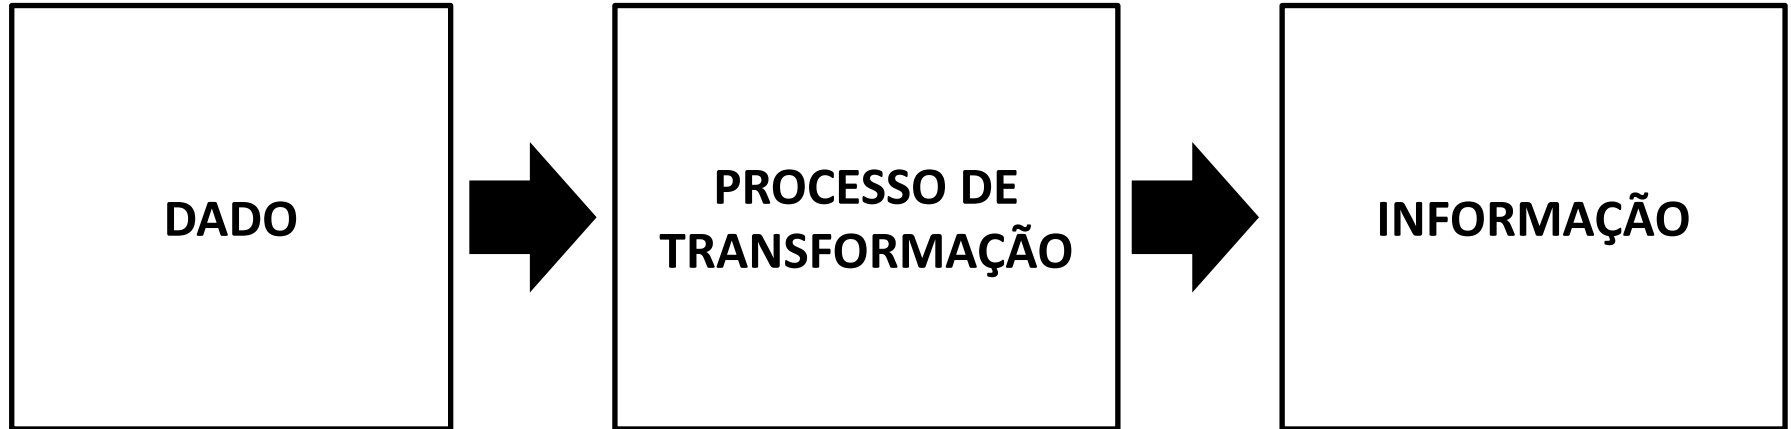 DADO
PROCESSO DE
TRANSFORMAÇÃO
INFORMAÇÃO